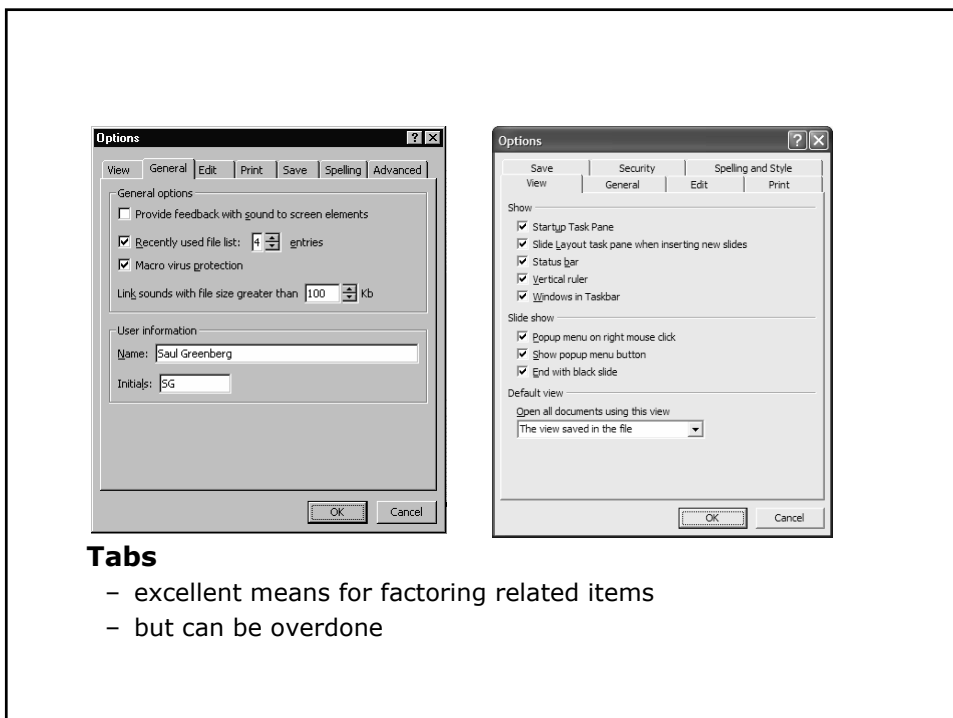 Options
View General Edit Print Save Spelling Advanced
General options
Provide feedback with sound to screen elements
Recently used file list: 4 entries
Macro virus protection
Link sounds with file size greater than 100 Kb
User information
Name: Saul Greenberg
Initials: SG
OK Cancel
Options
Save Security Spelling and Style
View General Edit Print
Show
Startup Task Pane
Slide Layout task pane when inserting new slides
Status bar
Vertical ruler
Windows in Taskbar
Slide show
Popup menu on right mouse click
Show popup menu button
End with black slide
Default view
Open all documents using this view
The view saved in the file
OK Cancel
Tabs
– excellent means for factoring related items
– but can be overdone